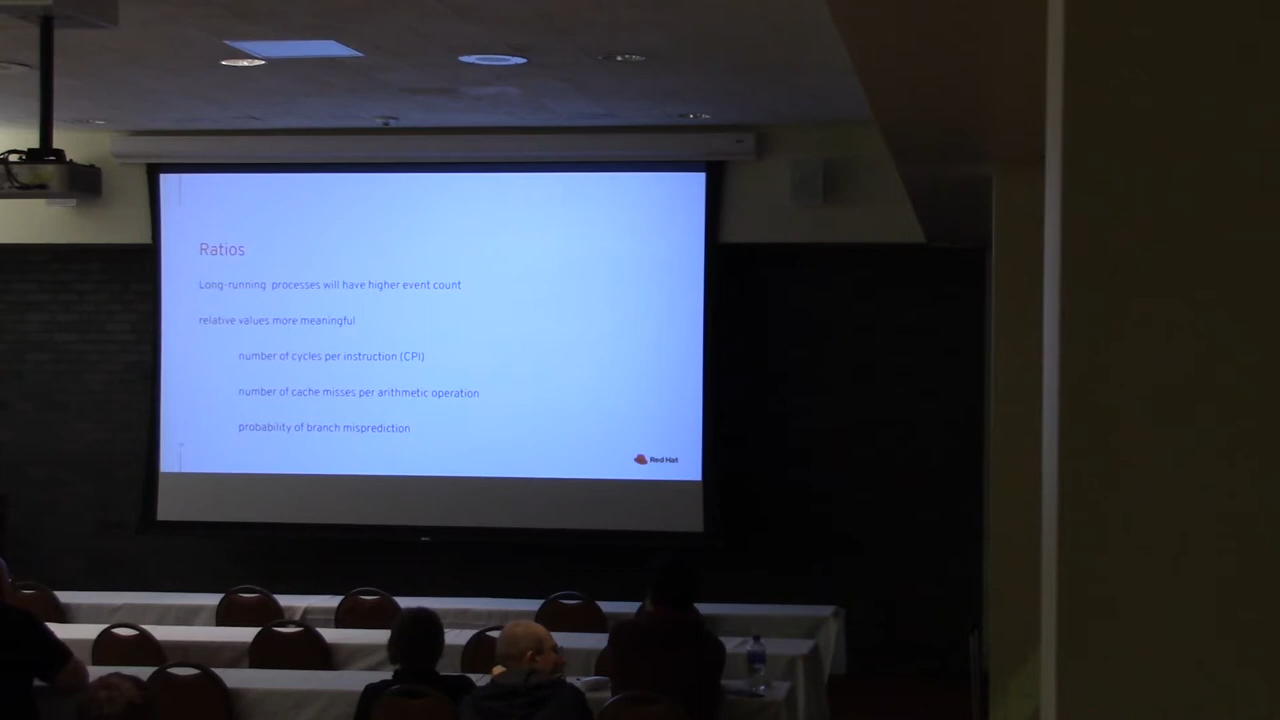 Ratios
Long-running processes will have higher event count
relative values more meaningful
number of cycles per instruction (CPI)
number of cache misses per arithmetic operation
probability of branch misprediction
Red Hat